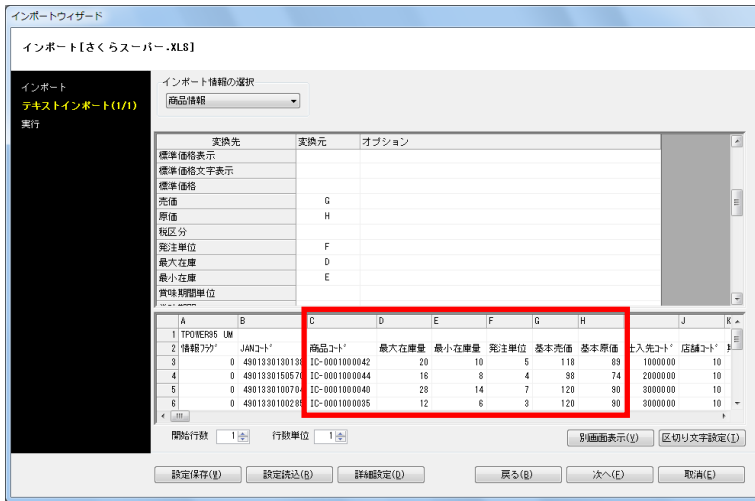 インポートウィザード
インポート[さくらスーパー.XLS]
インポート
テキストインポート(1/1)
実行
インポート情報の選択
商品情報
変換先 変換元 オプション
標準価格表示
標準価格文字表示
標準価格
売価 G
原価 H
税区分
発注単位 F
最大在庫 D
最小在庫 E
賞味期間単位
A B C D E F G H J K
1 TPOWER95 UM
2 情報フラグ JANコード 商品コード 最大在庫量 最小在庫量 発注単位 基本売価 基本原価 仕入先コード 店舗コード
3 0 4901330130138 IC-0001000042 20 10 5 118 89 1000000 10
4 0 490133015057 IC-0001000044 16 8 4 98 74 2000000 10
5 0 4901330100704 IC-0001000040 28 14 7 120 90 3000000 10
6 0 4901330100285 IC-0001000035 12 6 3 120 90 3000000 10
開始行数 1 行数単位 1 別画面表示(V) 区切り文字設定(I)
設定保存(W) 設定読込(R) 詳細設定(D) 戻る(B) 次へ(F) 取消(E)